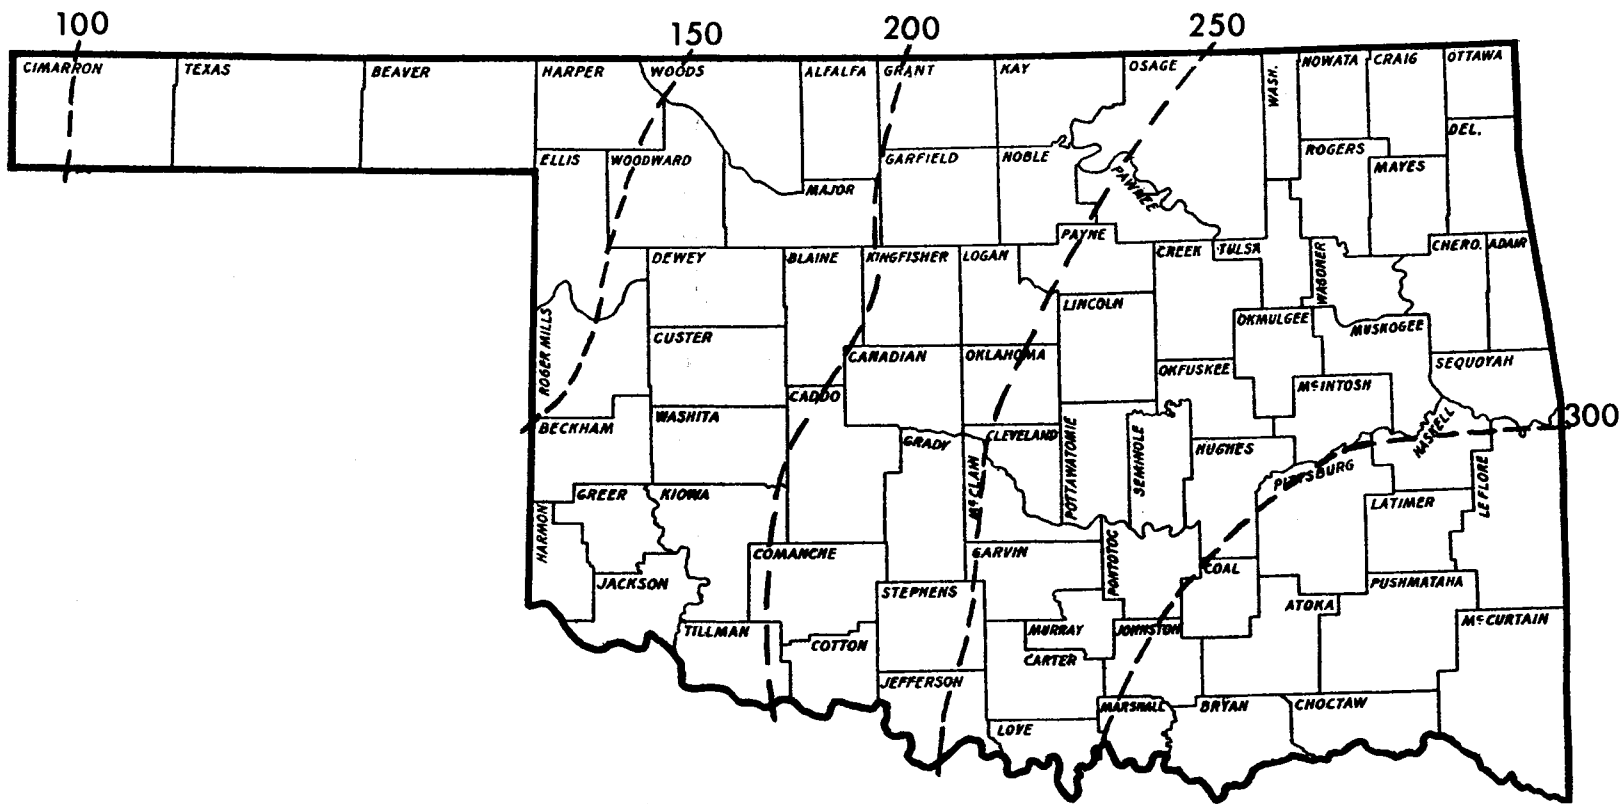 100
150
200
250
CIMARRON
TEXAS
BEAVER
HARPER
WOODS
ALFALFA
GRANT
KAY
OSAGE
WASH.
NOWATA
CRAIG
OTTAWA
DEL.
ELLIS
WOODWARD
GARFIELD
NOBLE
ROGERS
MAYES
MAJOR
PAWNEE
PAYNE
CREEK
TULSA
WAGONER
CHERO.
ADAIR
DEWEY
BLAINE
KINGFISHER
LOGAN
LINCOLN
OKMULGEE
MUSKOGEE
ROGER MILLS
CUSTER
CANADIAN
OKLAHOMA
OKFUSKEE
McINTOSH
SEQUOYAH
CADDO
300
BECKHAM
WASHITA
GRADY
CLEVELAND
McCLAIN
POTTAWATOMIE
SEMINOLE
HUGHES
PITTSBURG
HASKELL
LEFLORE
GREER
KIOWA
LATIMER
HARMON
COMANCHE
GARVIN
PONTOTOC
COAL
JACKSON
STEPHENS
ATOKA
PUSHMATAHA
TILLMAN
COTTON
MURRAY
JOHNSTON
McCURTAIN
CARTER
JEFFERSON
MARSHALL
BRYAN
CHOCTAW
LOVE